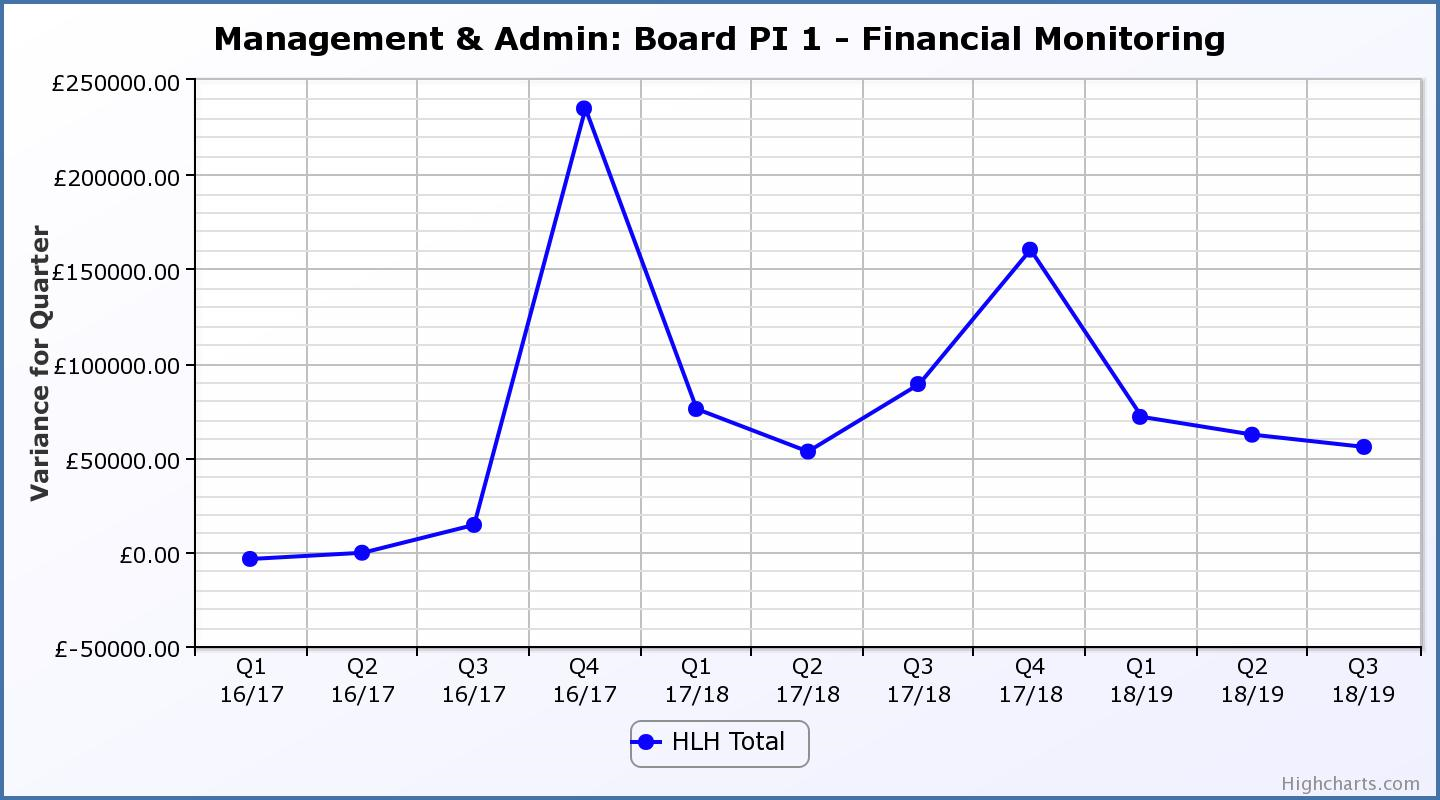 Management & Admin: Board PI 1 - Financial Monitoring
Variance for Quarter
£250000.00
£200000.00
£150000.00
£100000.00
£50000.00
£0.00
£-50000.00
Q1 Q2 Q3 Q4 Q1 Q2 Q3 Q4 Q1 Q2 Q3
16/17 16/17 16/17 16/17 17/18 17/18 17/18 17/18 18/19 18/19 18/19
HLH Total
Highcharts.com